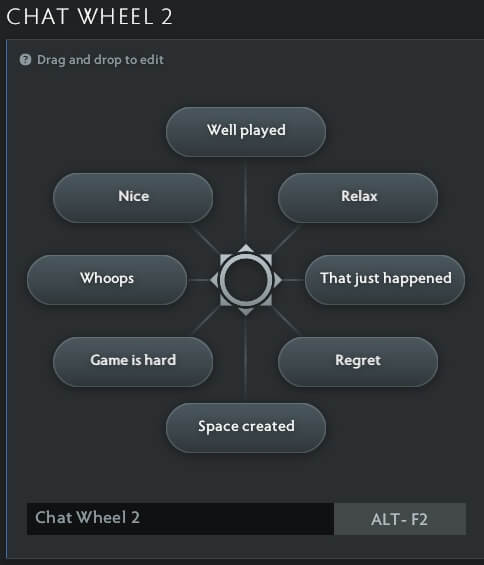 CHAT WHEEL 2
? Drag and drop to edit
Well played
Nice
Relax
Whoops
That just happened
Game is hard
Regret
Space created
Chat Wheel 2
ALT- F2